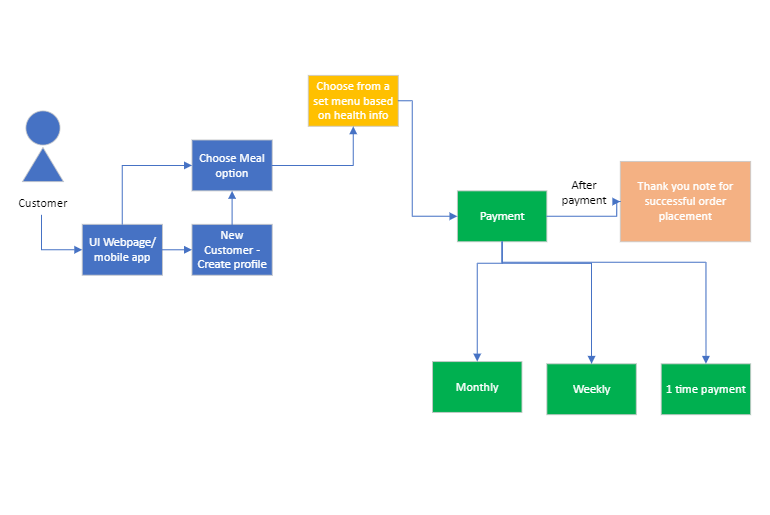 Choose from a
set menu based
on health info
Choose Meal
option
Customer
UI Webpage/
mobile app
New
Customer -
Create profile
Payment
After
payment
Thank you note for
successful order
placement
Monthly
Weekly
1 time payment